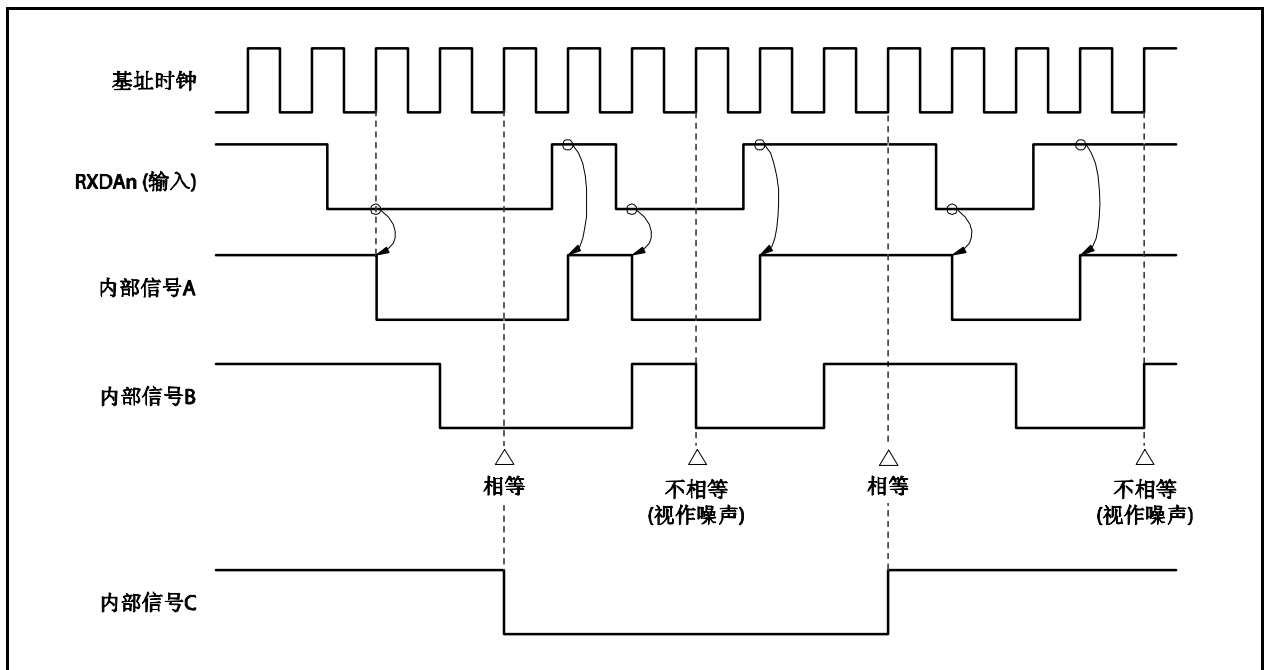 基址时钟
RXDAn (输入)
内部信号A
内部信号B
相等
不相等
(视作噪声)
相等
不相等
(视作噪声)
内部信号C